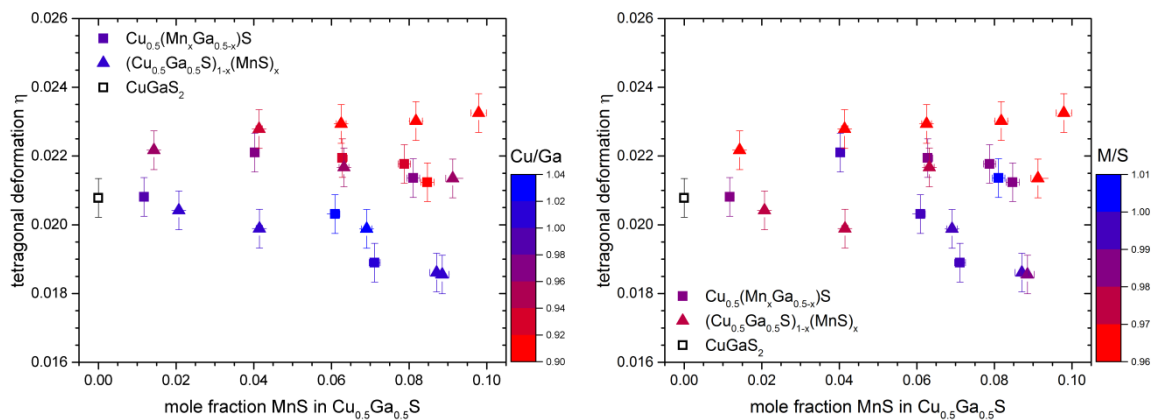 0.026
0.024
0.022
0.020
0.018
0.016
tetragonal deformation η
Cu₀.₅(MnₓGa₀.₅₋ₓ)S
(Cu₀.₅Ga₀.₅S)₁₋ₓ(MnS)ₓ
CuGaS₂
Cu/Ga
1.04
1.02
1.00
0.98
0.96
0.94
0.92
0.90
0.00 0.02 0.04 0.06 0.08 0.10
mole fraction MnS in Cu₀.₅Ga₀.₅S
0.026
0.024
0.022
0.020
0.018
0.016
tetragonal deformation η
M/S
1.01
1.00
0.99
0.98
0.97
0.96
Cu₀.₅(MnₓGa₀.₅₋ₓ)S
(Cu₀.₅Ga₀.₅S)₁₋ₓ(MnS)ₓ
CuGaS₂
0.00 0.02 0.04 0.06 0.08 0.10
mole fraction MnS in Cu₀.₅Ga₀.₅S